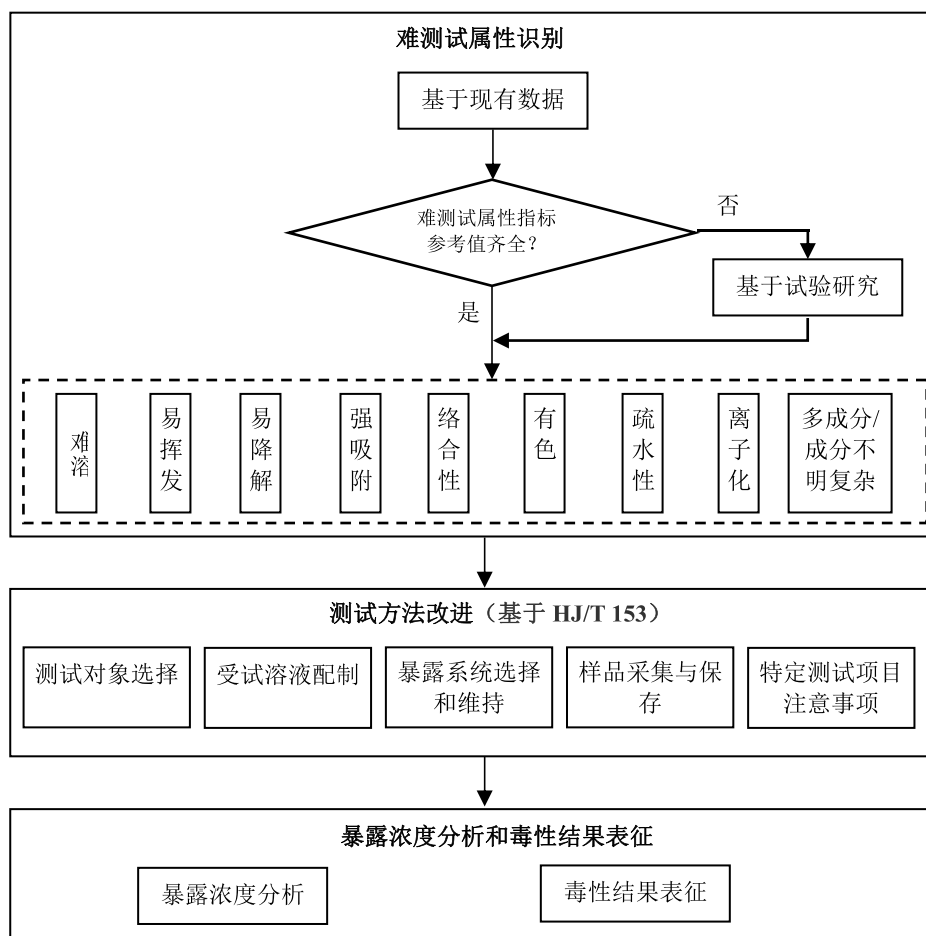 难测试属性识别
基于现有数据
难测试属性指标
参考值齐全？
否
基于试验研究
是
难溶
易挥发
易降解
强吸附
络合性
有色
疏水性
离子化
多成分/
成分不
明复杂
测试方法改进（基于 HJ/T 153）
测试对象选择
受试溶液配制
暴露系统选择
和维持
样品采集与保
存
特定测试项目
注意事项
暴露浓度分析和毒性结果表征
暴露浓度分析
毒性结果表征